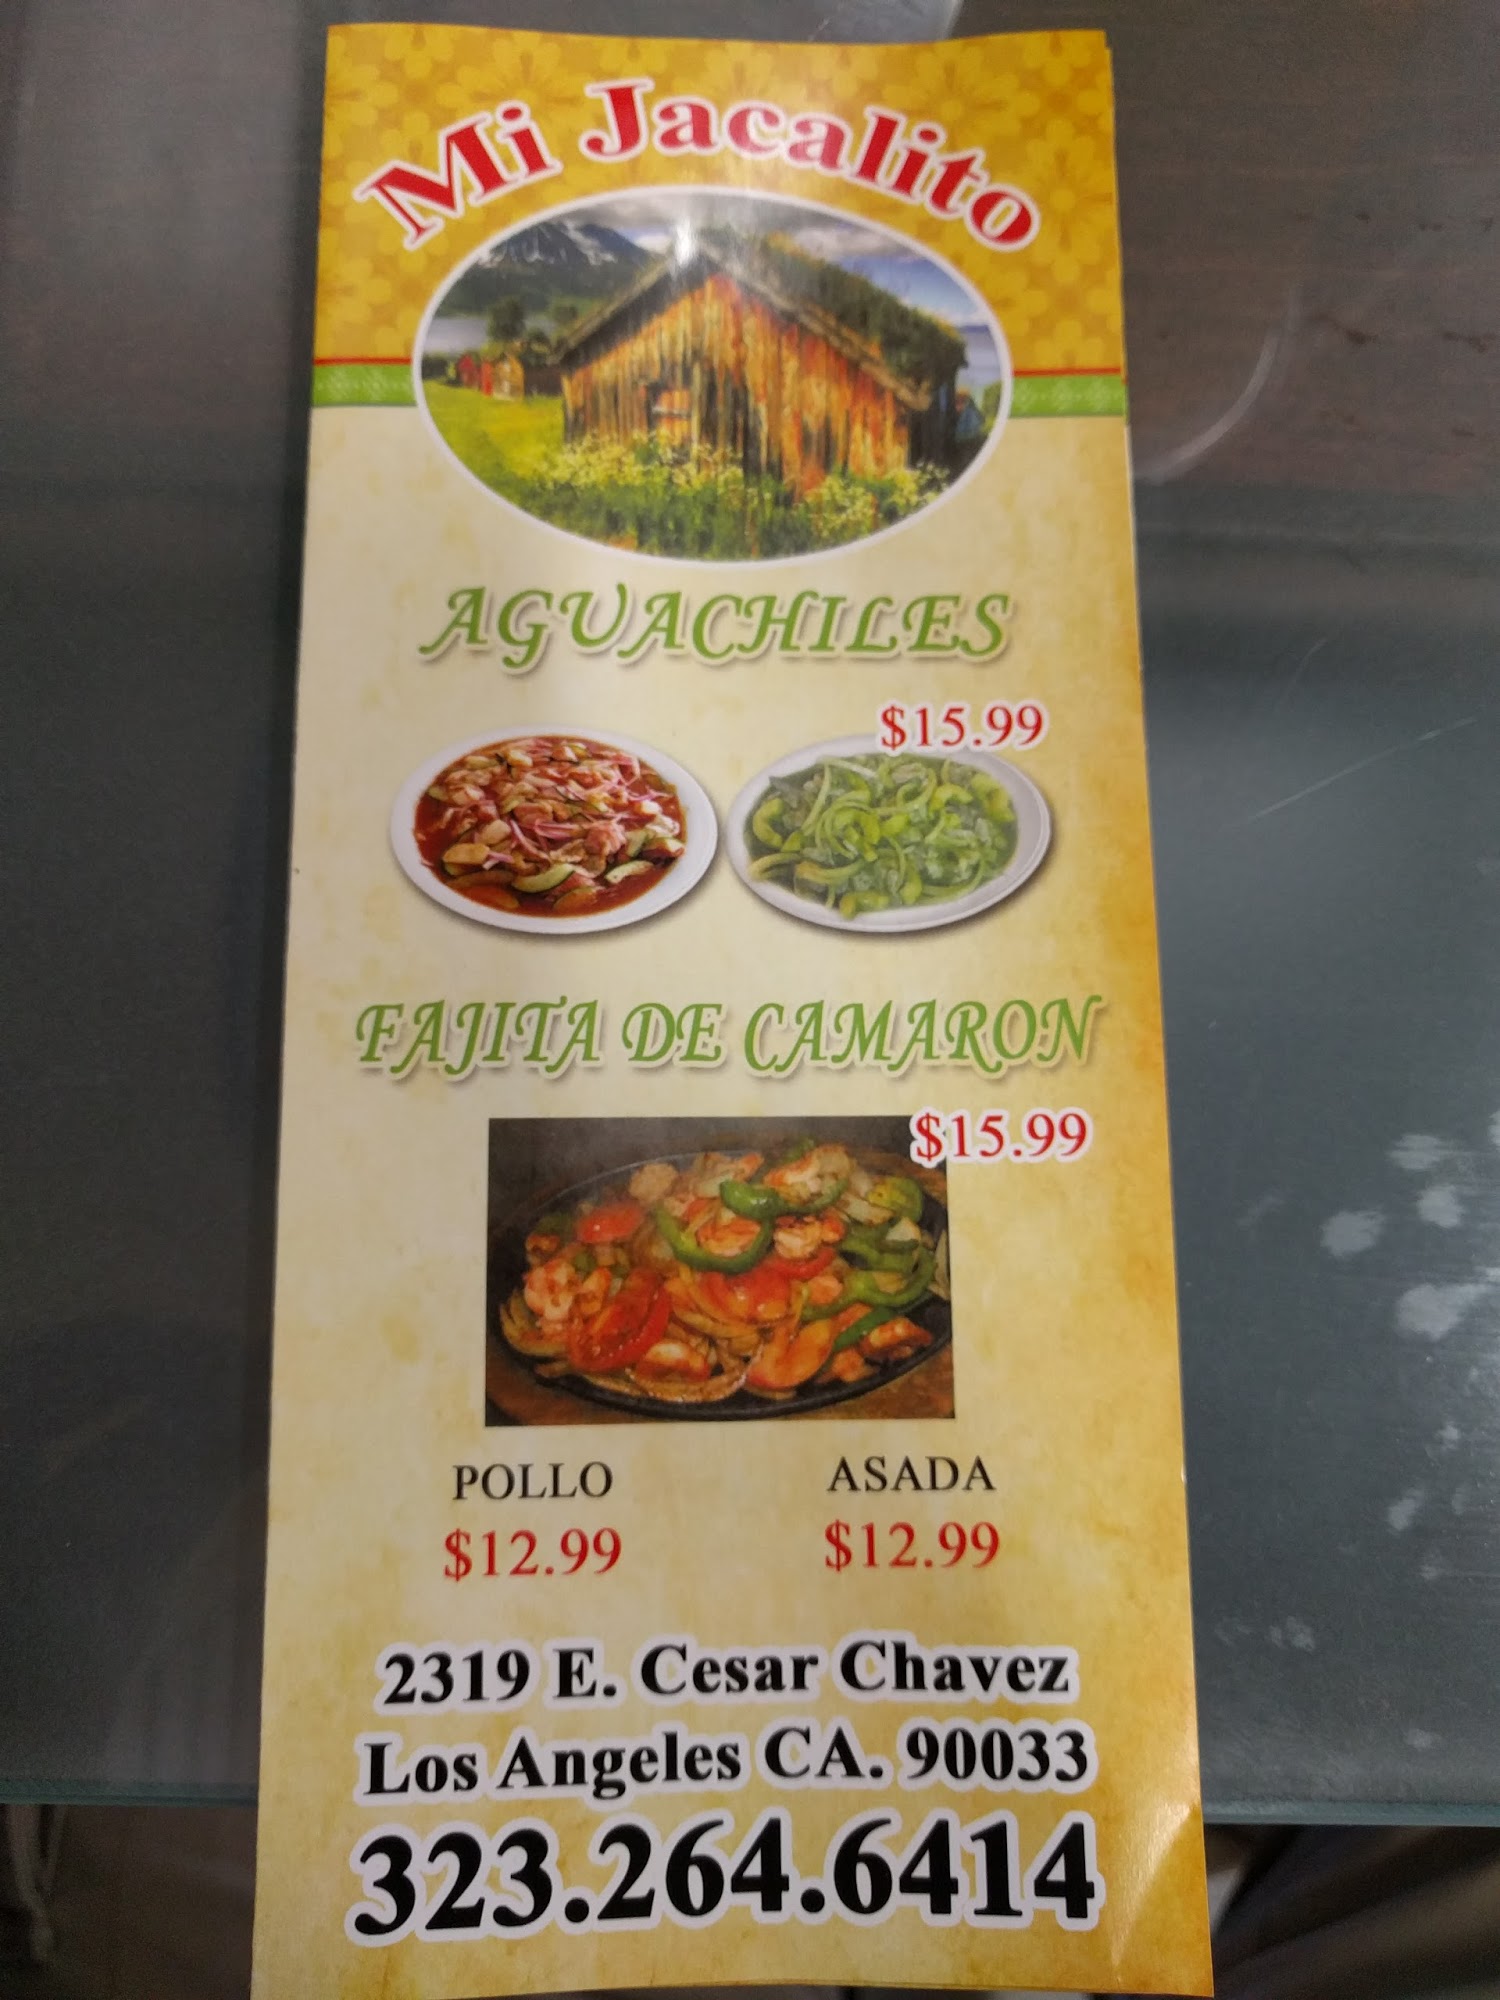 Mi Jacalito
AGUACHILES
$15.99
FAJITA DE CAMARON
$15.99
POLLO ASADA
$12.99 $12.99
2319 E. Cesar Chavez
Los Angeles CA. 90033
323.264.6414